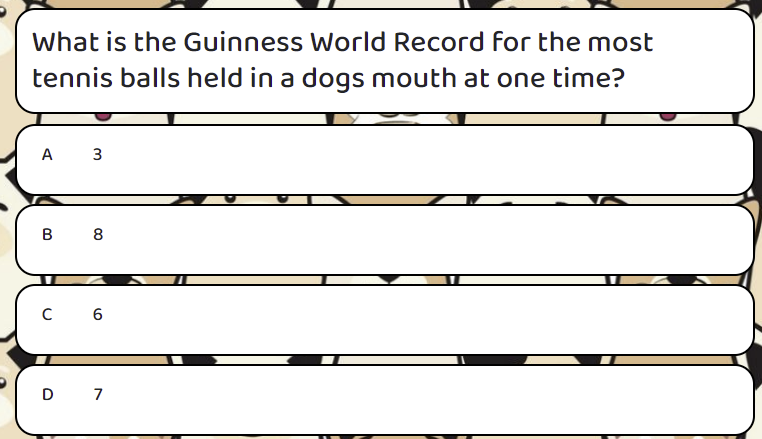 What is the Guinness World Record for the most
tennis balls held in a dogs mouth at one time?
A 3
B 8
C 6
D 7